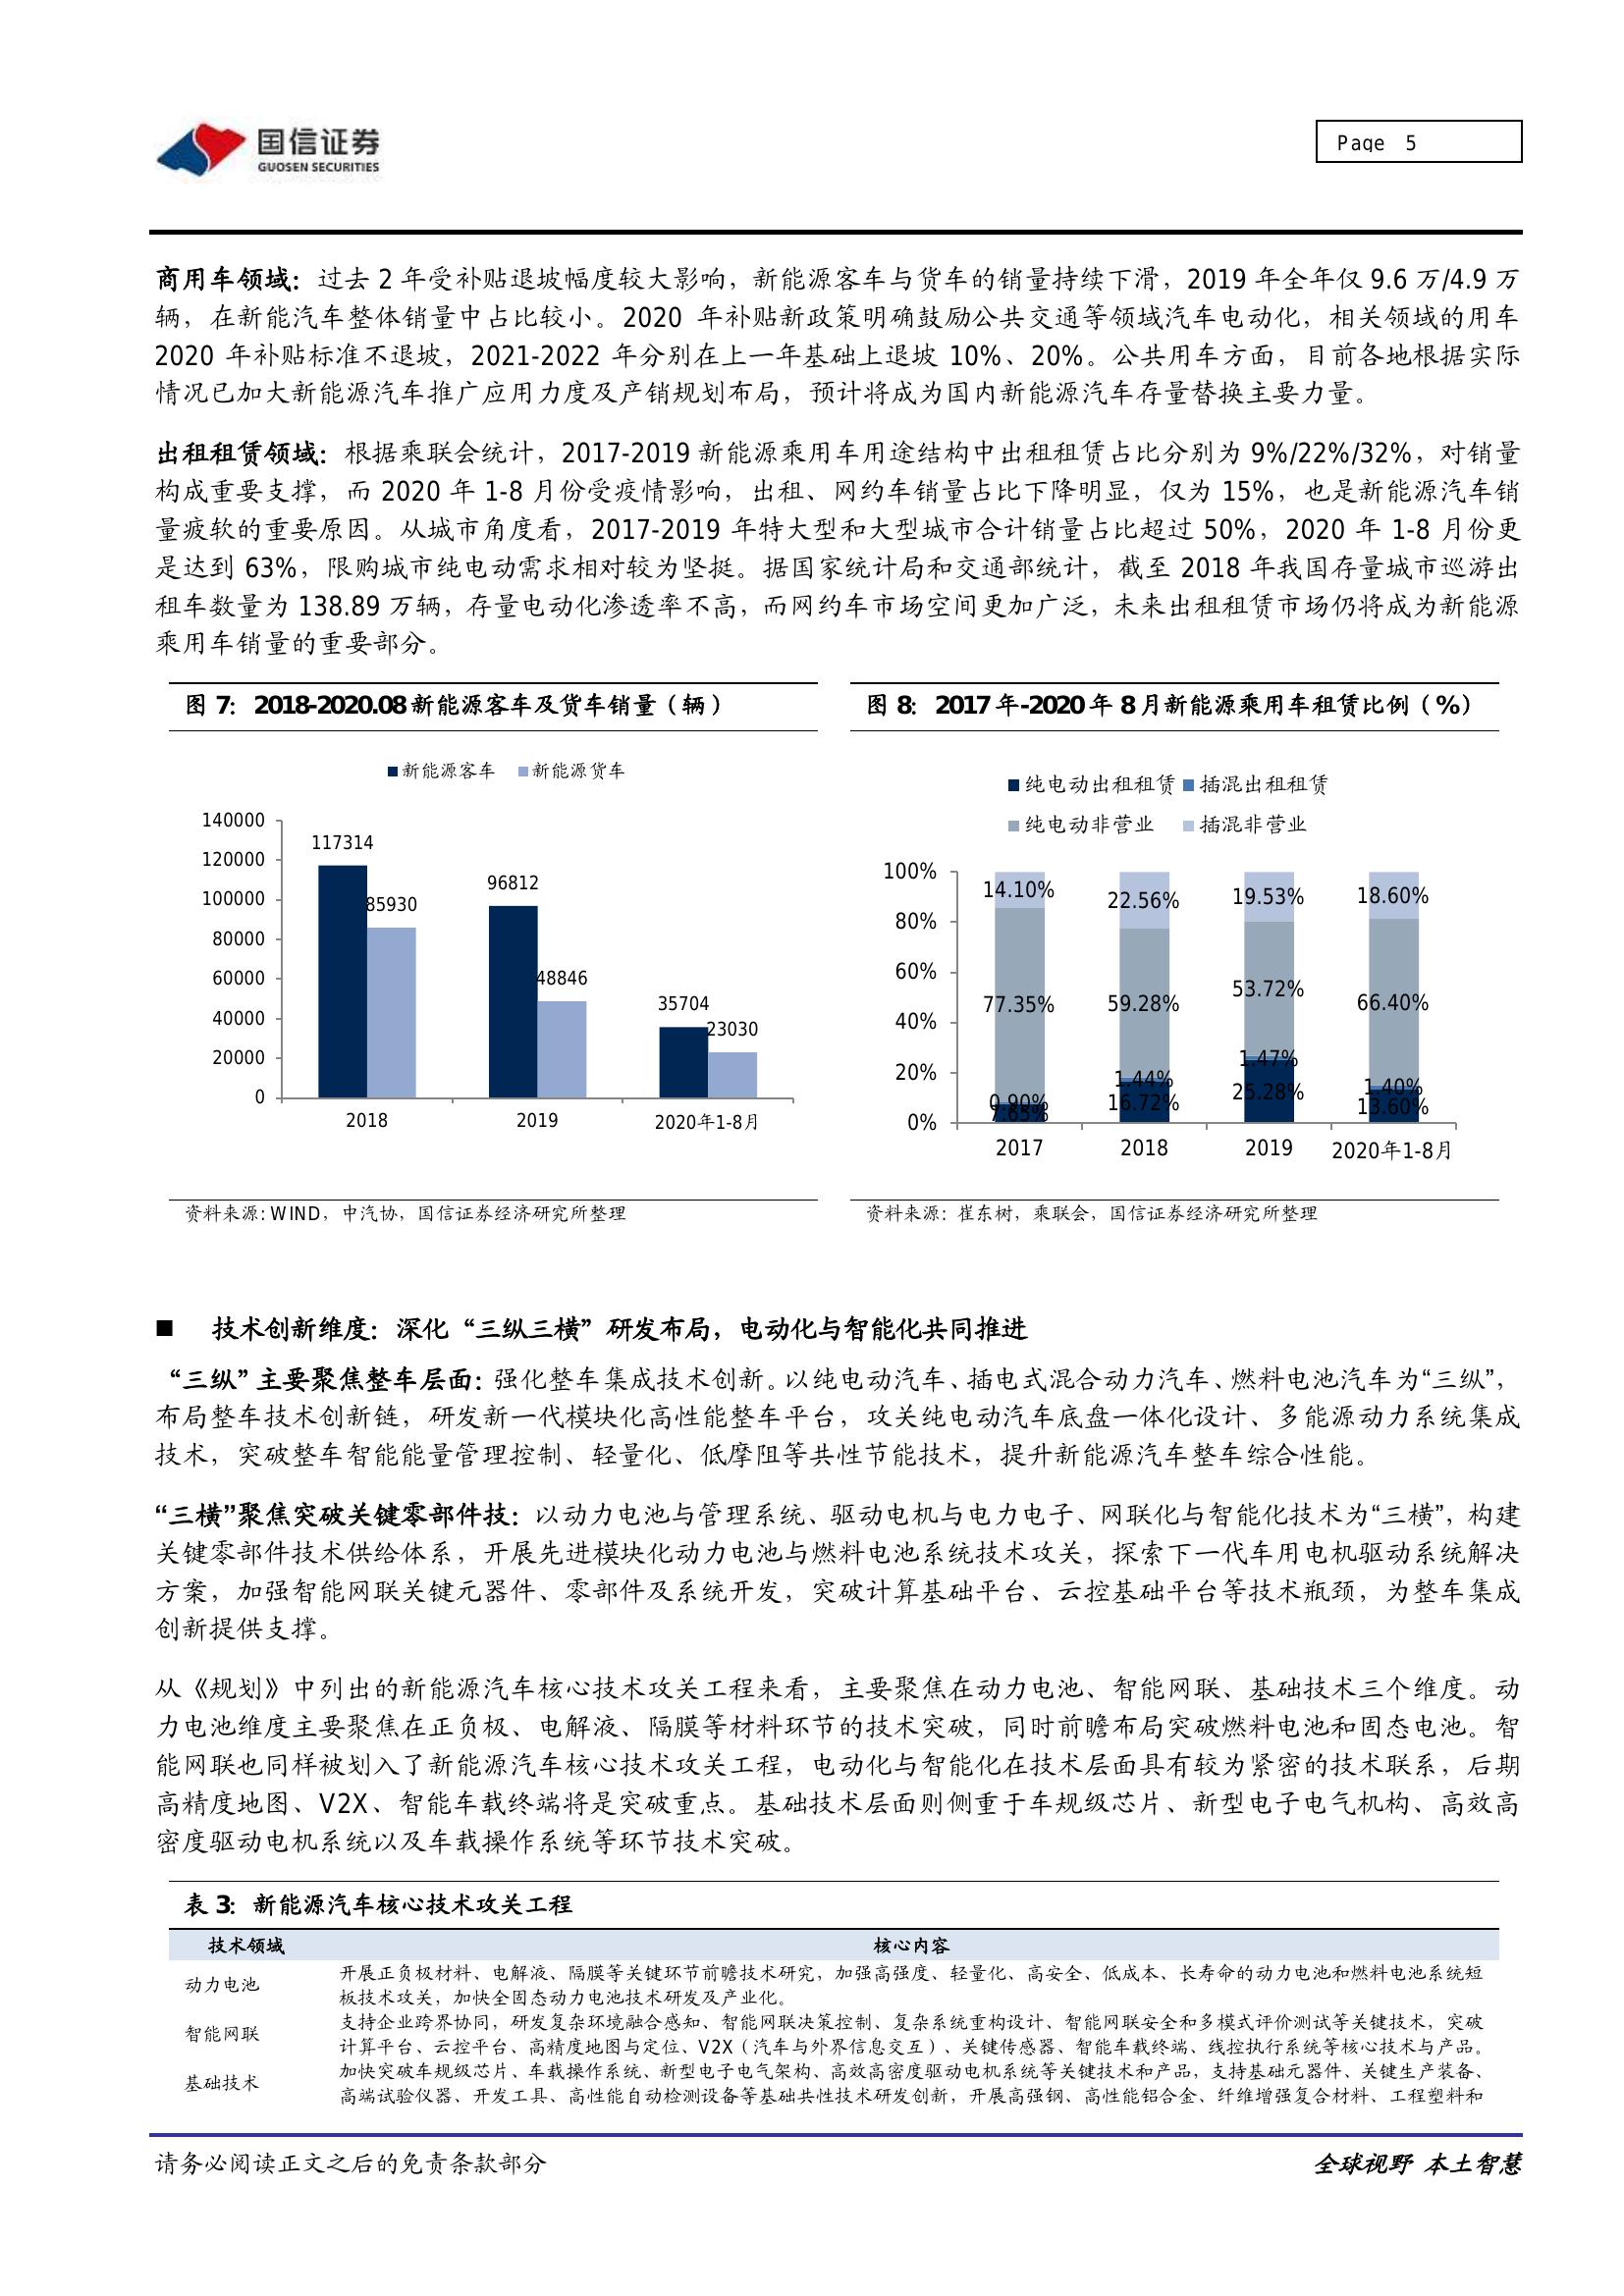 国信证券
GUOSEN SECURITIES
Page 5
商用车领域：过去 2 年受补贴退坡幅度较大影响，新能源客车与货车的销量持续下滑，2019 年全年仅 9.6 万/4.9 万
辆，在新能汽车整体销量中占比较小。2020 年补贴新政策明确鼓励公共交通等领域汽车电动化，相关领域的用车
2020 年补贴标准不退坡，2021-2022 年分别在上一年基础上退坡 10%、20%。公共用车方面，目前各地根据实际
情况已加大新能源汽车推广应用力度及产销规划布局，预计将成为国内新能源汽车存量替换主要力量。
出租租赁领域：根据乘联会统计，2017-2019 新能源乘用车用途结构中出租租赁占比分别为 9%/22%/32%，对销量
构成重要支撑，而 2020 年 1-8 月份受疫情影响，出租、网约车销量占比下降明显，仅为 15%，也是新能源汽车销
量疲软的重要原因。从城市角度看，2017-2019 年特大型和大型城市合计销量占比超过 50%，2020 年 1-8 月份更
是达到 63%，限购城市纯电动需求相对较为坚挺。据国家统计局和交通部统计，截至 2018 年我国存量城市巡游出
租车数量为 138.89 万辆，存量电动化渗透率不高，而网约车市场空间更加广泛，未来出租租赁市场仍将成为新能源
乘用车销量的重要部分。
图 7：2018-2020.08 新能源客车及货车销量（辆）
新能源客车 新能源货车
140000
120000
100000
80000
60000
40000
20000
0
117314
85930
96812
48846
35704
23030
2018 2019 2020年1-8月
资料来源: WIND，中汽协，国信证券经济研究所整理
图 8：2017 年-2020 年 8 月新能源乘用车租赁比例（%）
纯电动出租租赁 插混出租租赁
纯电动非营业 插混非营业
100%
80%
60%
40%
20%
0%
14.10% 22.56% 19.53% 18.60%
77.35% 59.28% 53.72% 66.40%
0.90% 1.44% 1.47% 1.40%
7.65% 16.72% 25.28% 13.60%
2017 2018 2019 2020年1-8月
资料来源：崔东树，乘联会，国信证券经济研究所整理
■ 技术创新维度：深化“三纵三横”研发布局，电动化与智能化共同推进
“三纵”主要聚焦整车层面：强化整车集成技术创新。以纯电动汽车、插电式混合动力汽车、燃料电池汽车为“三纵”，
布局整车技术创新链，研发新一代模块化高性能整车平台，攻关纯电动汽车底盘一体化设计、多能源动力系统集成
技术，突破整车智能能量管理控制、轻量化、低摩阻等共性节能技术，提升新能源汽车整车综合性能。
“三横”聚焦突破关键零部件技：以动力电池与管理系统、驱动电机与电力电子、网联化与智能化技术为“三横”，构建
关键零部件技术供给体系，开展先进模块化动力电池与燃料电池系统技术攻关，探索下一代车用电机驱动系统解决
方案，加强智能网联关键元器件、零部件及系统开发，突破计算基础平台、云控基础平台等技术瓶颈，为整车集成
创新提供支撑。
从《规划》中列出的新能源汽车核心技术攻关工程来看，主要聚焦在动力电池、智能网联、基础技术三个维度。动
力电池维度主要聚焦在正负极、电解液、隔膜等材料环节的技术突破，同时前瞻布局突破燃料电池和固态电池。智
能网联也同样被划入了新能源汽车核心技术攻关工程，电动化与智能化在技术层面具有较为紧密的技术联系，后期
高精度地图、V2X、智能车载终端将是突破重点。基础技术层面则侧重于车规级芯片、新型电子电气机构、高效高
密度驱动电机系统以及车载操作系统等环节技术突破。
表 3：新能源汽车核心技术攻关工程
技术领域 核心内容
动力电池
开展正负极材料、电解液、隔膜等关键环节前瞻技术研究，加强高强度、轻量化、高安全、低成本、长寿命的动力电池和燃料电池系统短
板技术攻关，加快全固态动力电池技术研发及产业化。
智能网联
支持企业跨界协同，研发复杂环境融合感知、智能网联决策控制、复杂系统重构设计、智能网联安全和多模式评价测试等关键技术，突破
计算平台、云控平台、高精度地图与定位、V2X（汽车与外界信息交互）、关键传感器、智能车载终端、线控执行系统等核心技术与产品。
基础技术
加快突破车规级芯片、车载操作系统、新型电子电气架构、高效高密度驱动电机系统等关键技术和产品，支持基础元器件、关键生产装备、
高端试验仪器、开发工具、高性能自动检测设备等基础共性技术研发创新，开展高强钢、高性能铝合金、纤维增强复合材料、工程塑料和
请务必阅读正文之后的免责条款部分
全球视野 本土智慧